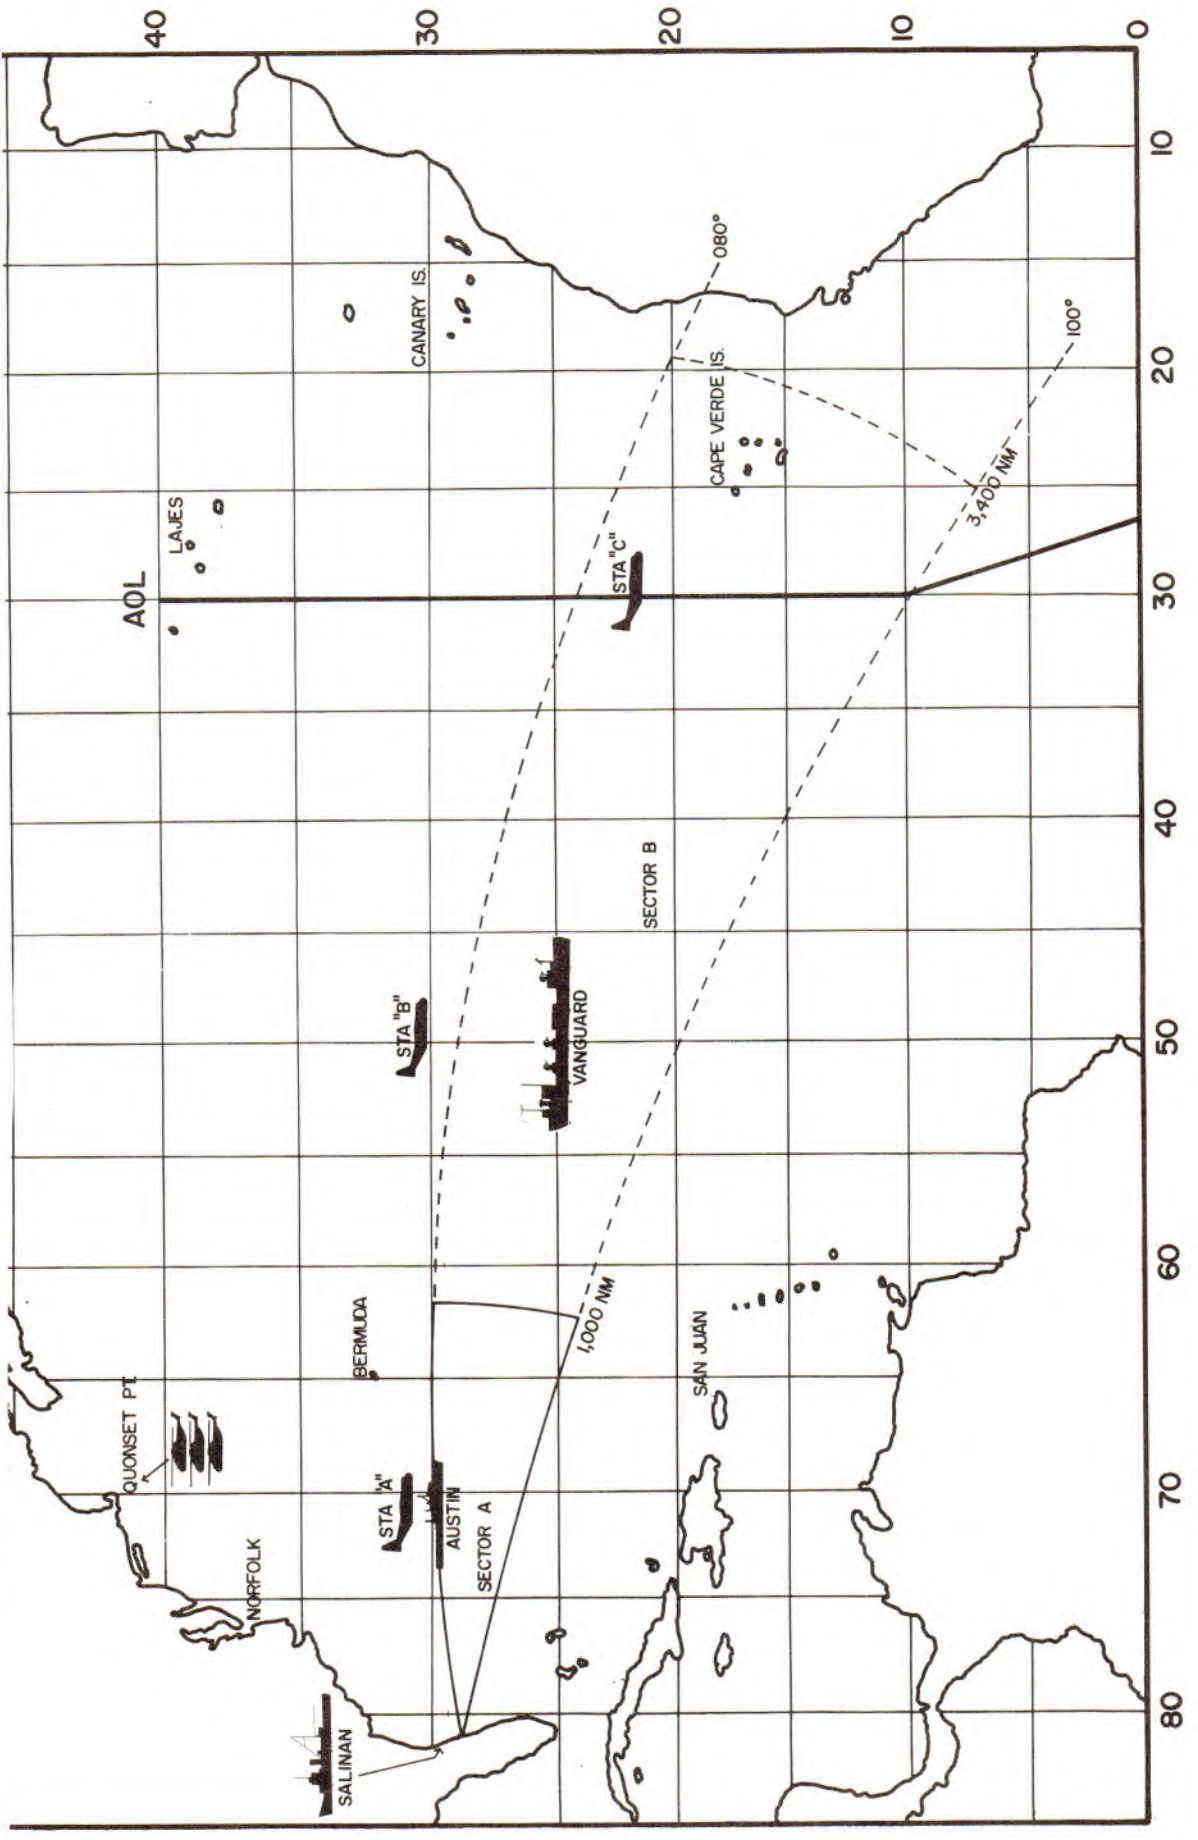 40
30
20
10
0
10
20
30
40
50
60
70
80
AOL
LAJES
CANARY IS.
CAPE VERDE IS.
080°
100°
3,400 NM
STA "C"
SECTOR B
STA "B"
VANGUARD
1,000 NM
BERMUDA
SAN JUAN
QUONSET PT.
STA "A"
AUSTIN
SECTOR A
NORFOLK
SALINAN